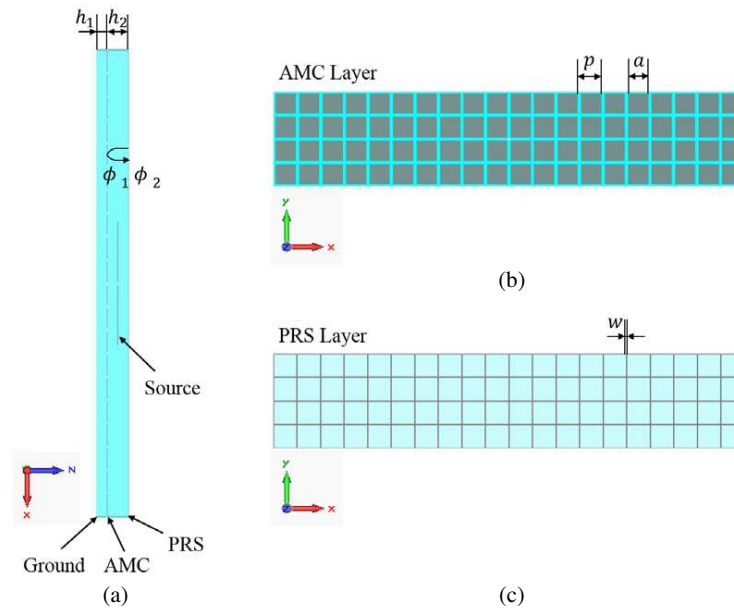 h₁ h₂
ϕ ₁ ϕ ₂
Source
N
x
Ground AMC PRS
(a)
AMC Layer
p a
y
z x
(b)
PRS Layer
w
y
z x
(c)